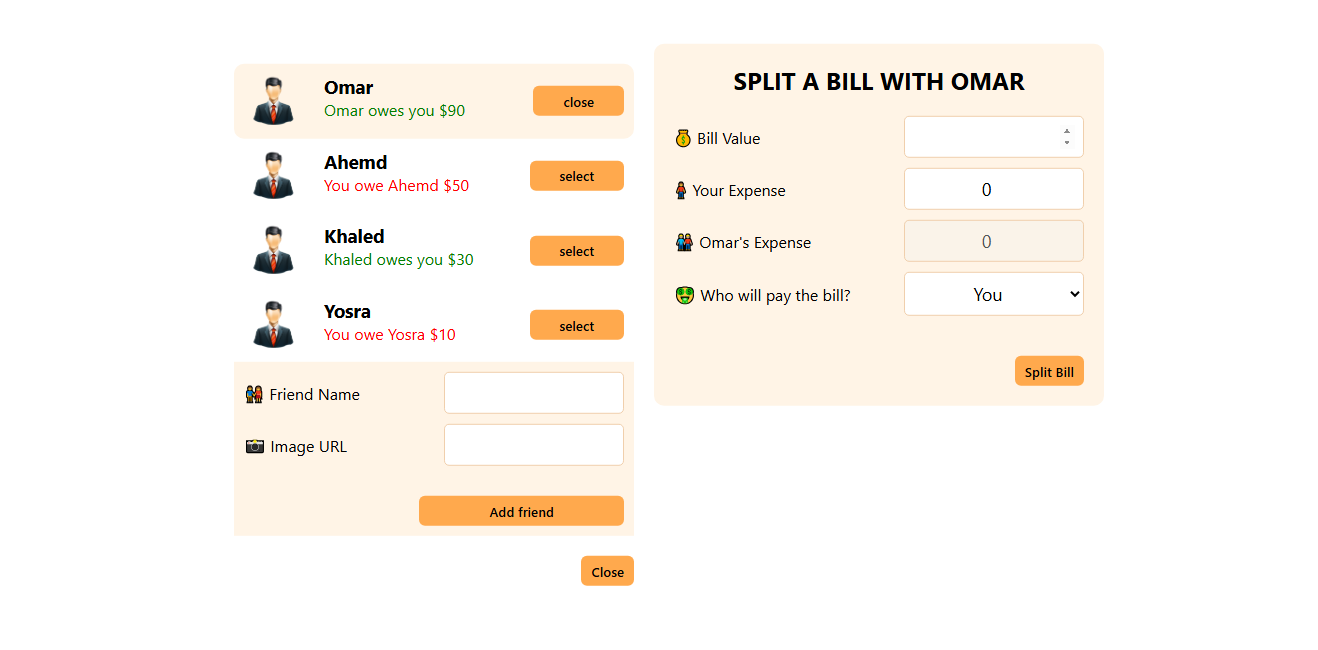 Omar
Omar owes you $90
close
Ahemd
You owe Ahemd $50
select
Khaled
Khaled owes you $30
select
Yosra
You owe Yosra $10
select
Friend Name
Image URL
Add friend
Close
SPLIT A BILL WITH OMAR
Bill Value
Your Expense
0
Omar's Expense
0
Who will pay the bill?
You
Split Bill